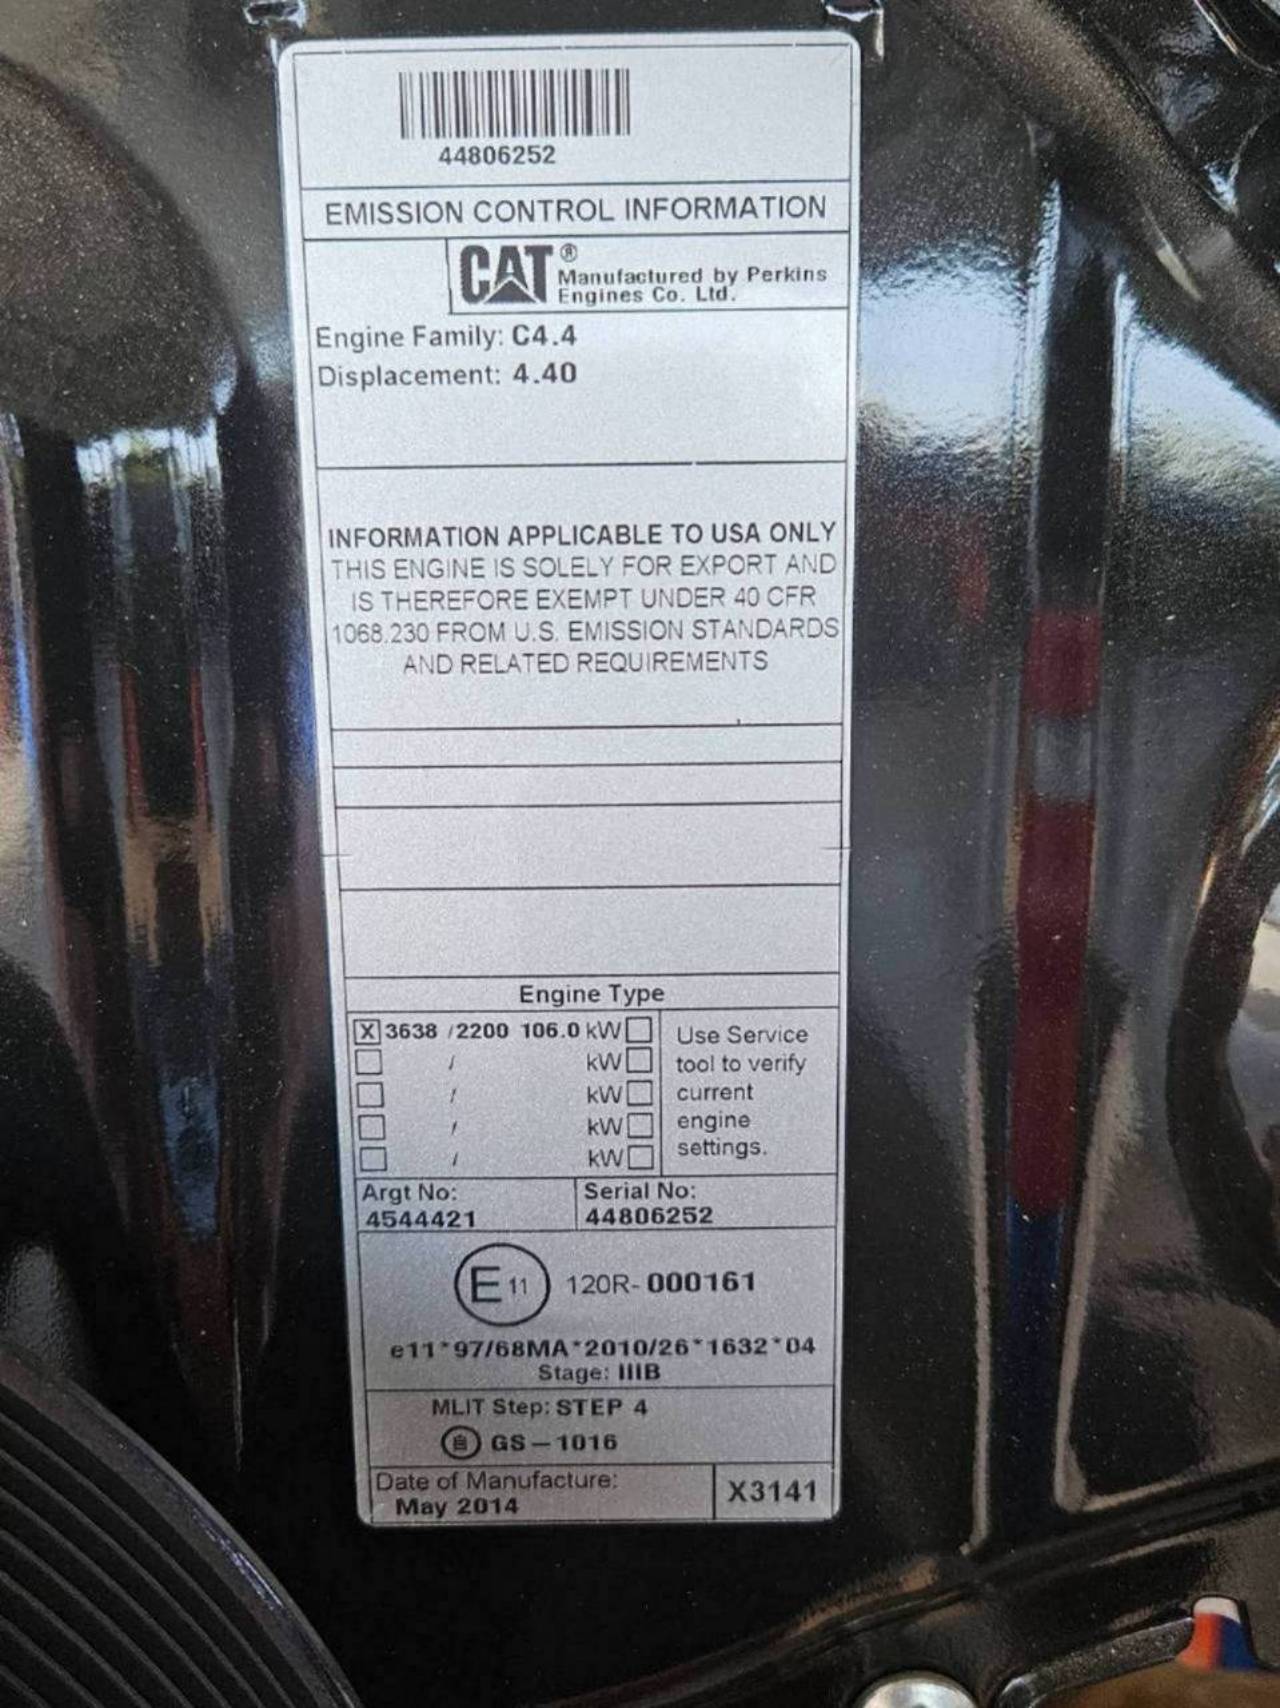 44806252
EMISSION CONTROL INFORMATION
CAT®
Manufactured by Perkins
Engines Co. Ltd.
Engine Family: C4.4
Displacement: 4.40
INFORMATION APPLICABLE TO USA ONLY
THIS ENGINE IS SOLELY FOR EXPORT AND
IS THEREFORE EXEMPT UNDER 40 CFR
1068.230 FROM U.S. EMISSION STANDARDS
AND RELATED REQUIREMENTS
Engine Type
X 3638 /2200 106.0 kW
/ kW
/ kW
/ kW
/ kW
Use Service
tool to verify
current
engine
settings.
Argt No:
4544421
Serial No:
44806252
E 11 120R-000161
e11*97/68MA*2010/26*1632*04
Stage: IIIB
MLIT Step: STEP 4
GS-1016
Date of Manufacture:
May 2014
X3141